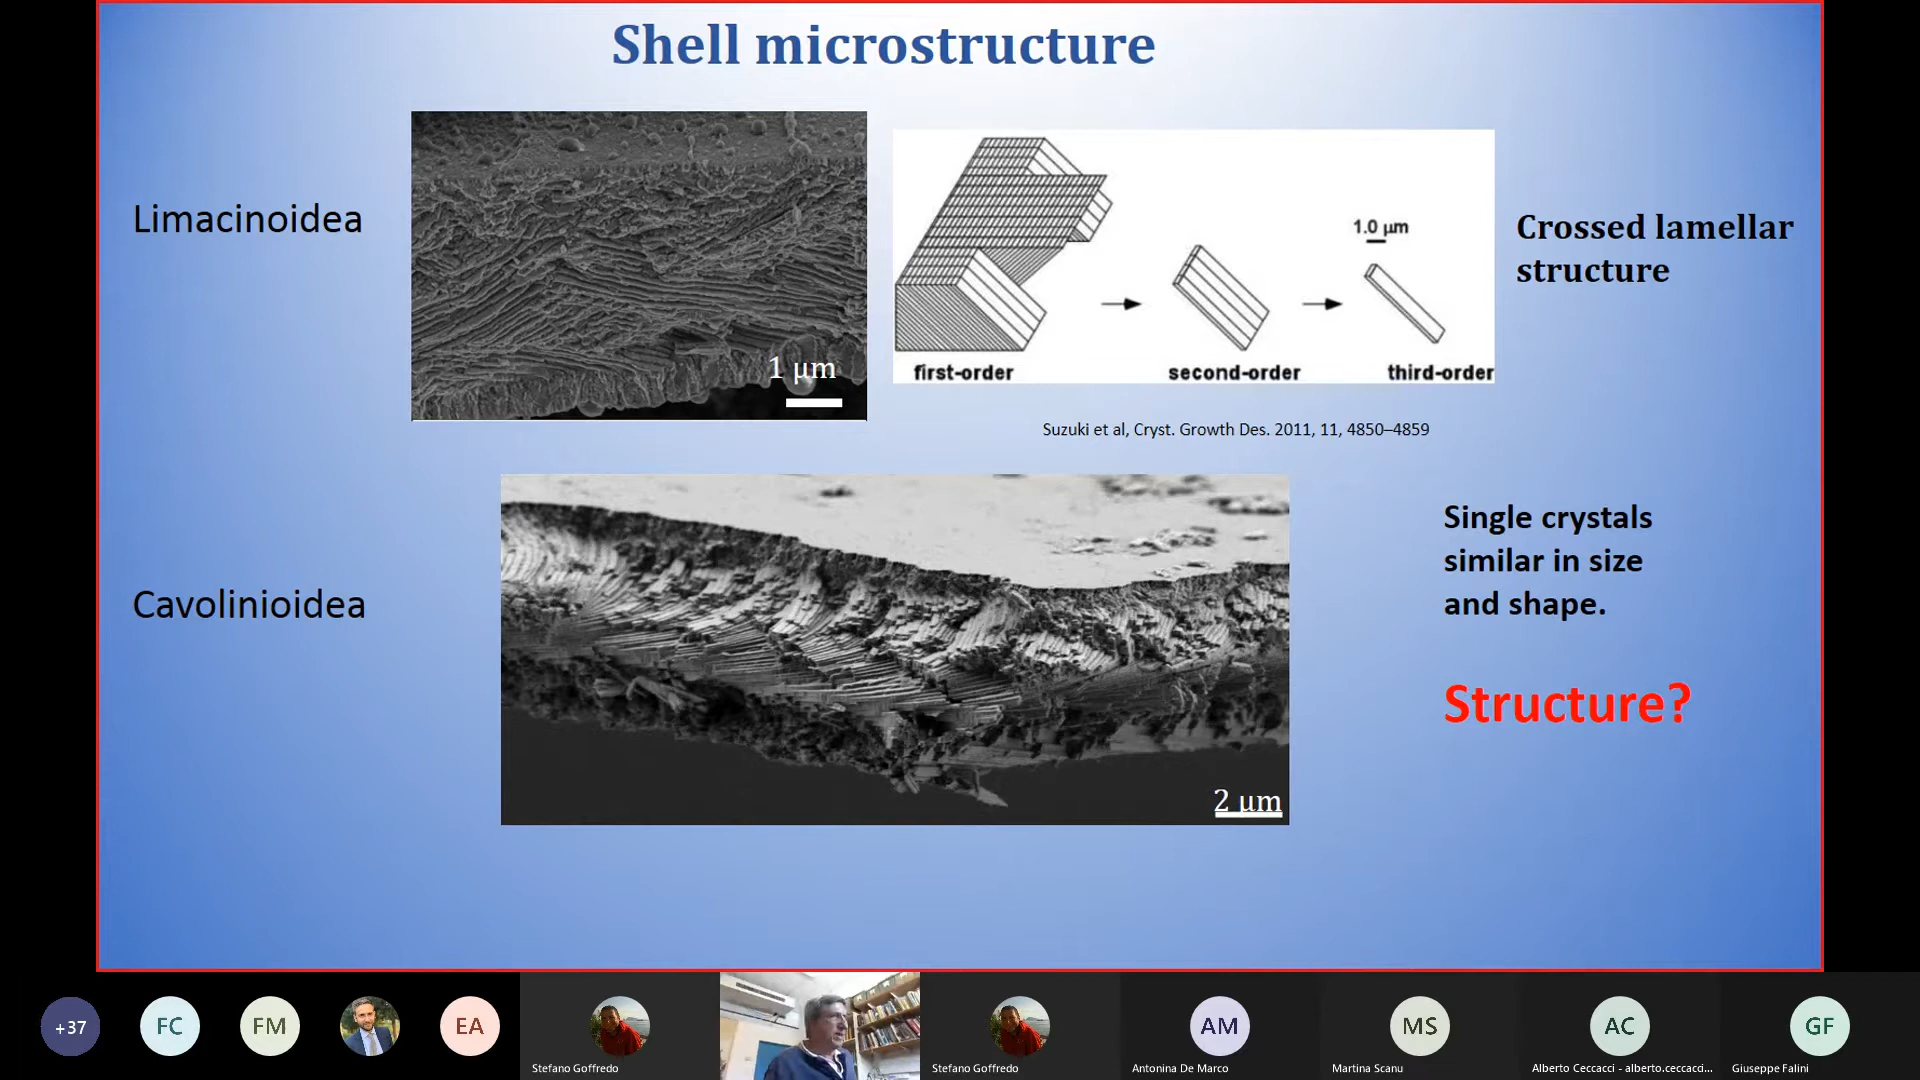 Shell microstructure
Limacinoidea
1 µm
1.0 µm
first-order
second-order
third-order
Crossed lamellar
structure
Suzuki et al, Cryst. Growth Des. 2011, 11, 4850–4859
Cavolinioidea
2 µm
Single crystals
similar in size
and shape.
Structure?
+37
FC
FM
EA
Stefano Goffredo
Stefano Goffredo
AM
Antonina De Marco
MS
Martina Scanu
AC
Alberto Ceccacci - alberto.ceccacci...
GF
Giuseppe Falini